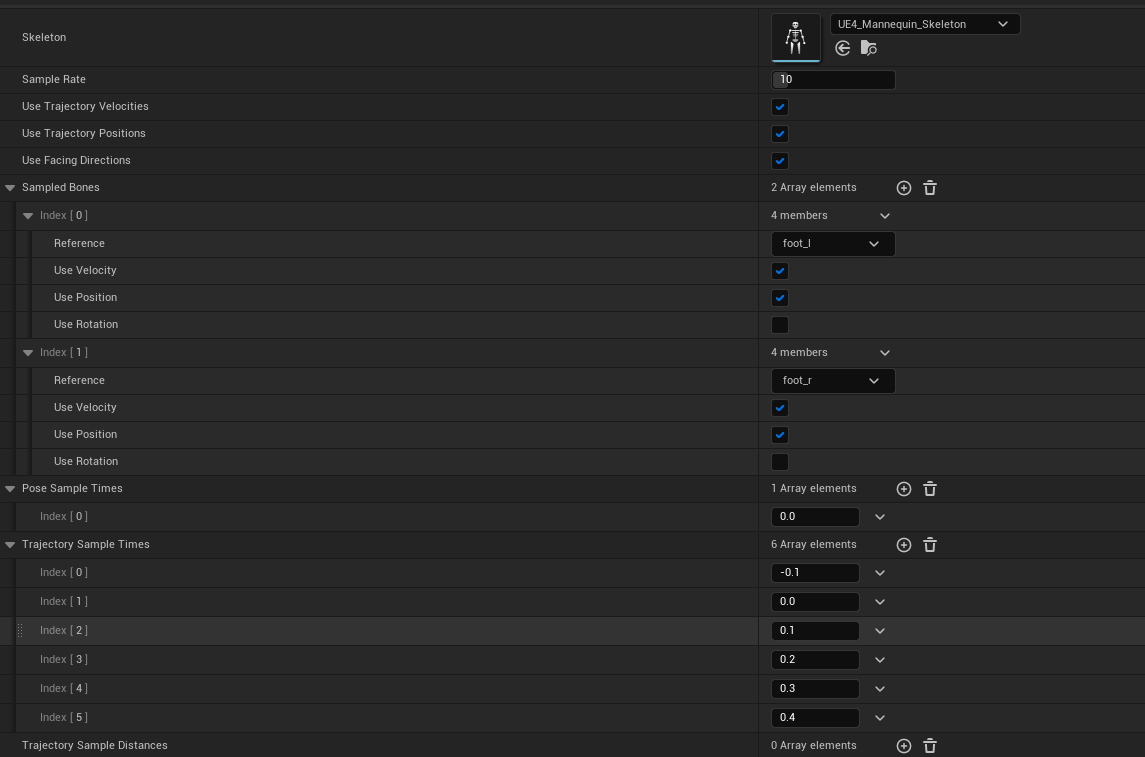 Skeleton
UE4_Mannequin_Skeleton
Sample Rate
10
Use Trajectory Velocities
Use Trajectory Positions
Use Facing Directions
Sampled Bones
2 Array elements
Index [ 0 ]
4 members
Reference
foot_l
Use Velocity
Use Position
Use Rotation
Index [ 1 ]
4 members
Reference
foot_r
Use Velocity
Use Position
Use Rotation
Pose Sample Times
1 Array elements
Index [ 0 ]
0.0
Trajectory Sample Times
6 Array elements
Index [ 0 ]
-0.1
Index [ 1 ]
0.0
Index [ 2 ]
0.1
Index [ 3 ]
0.2
Index [ 4 ]
0.3
Index [ 5 ]
0.4
Trajectory Sample Distances
0 Array elements